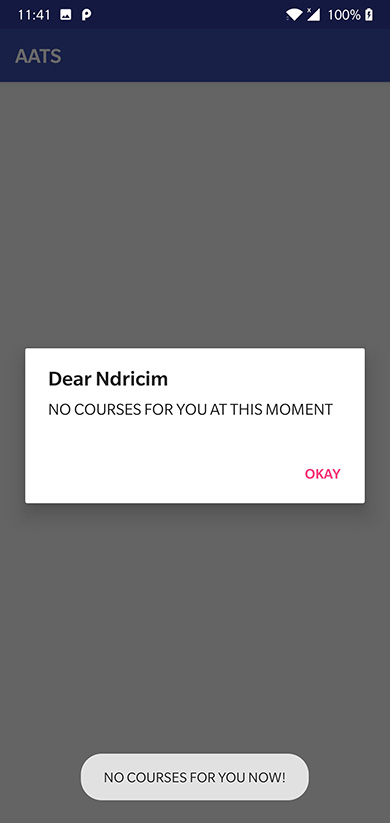 11:41 100%
AATS
Dear Ndricim
NO COURSES FOR YOU AT THIS MOMENT
OKAY
NO COURSES FOR YOU NOW!